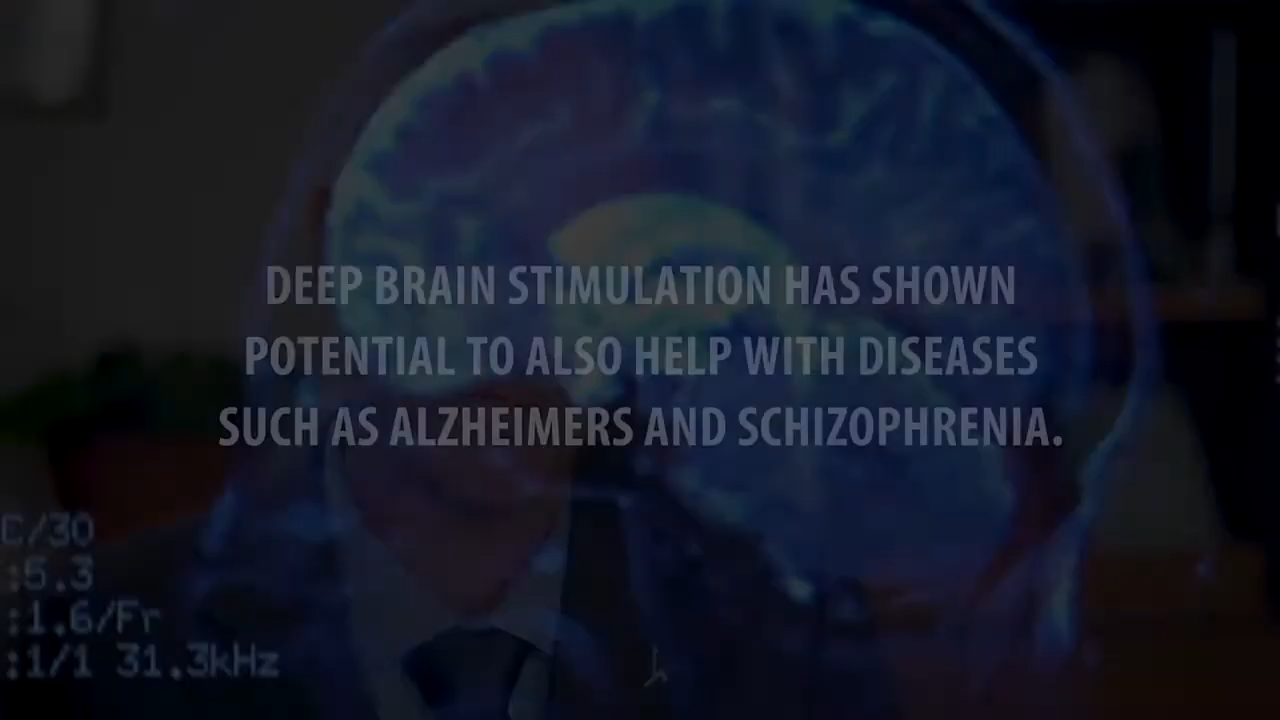 DEEP BRAIN STIMULATION HAS SHOWN
POTENTIAL TO ALSO HELP WITH DISEASES
SUCH AS ALZHEIMERS AND SCHIZOPHRENIA.
C/30
:5.3
:1.6/Fr
:1/1 31.3kHz